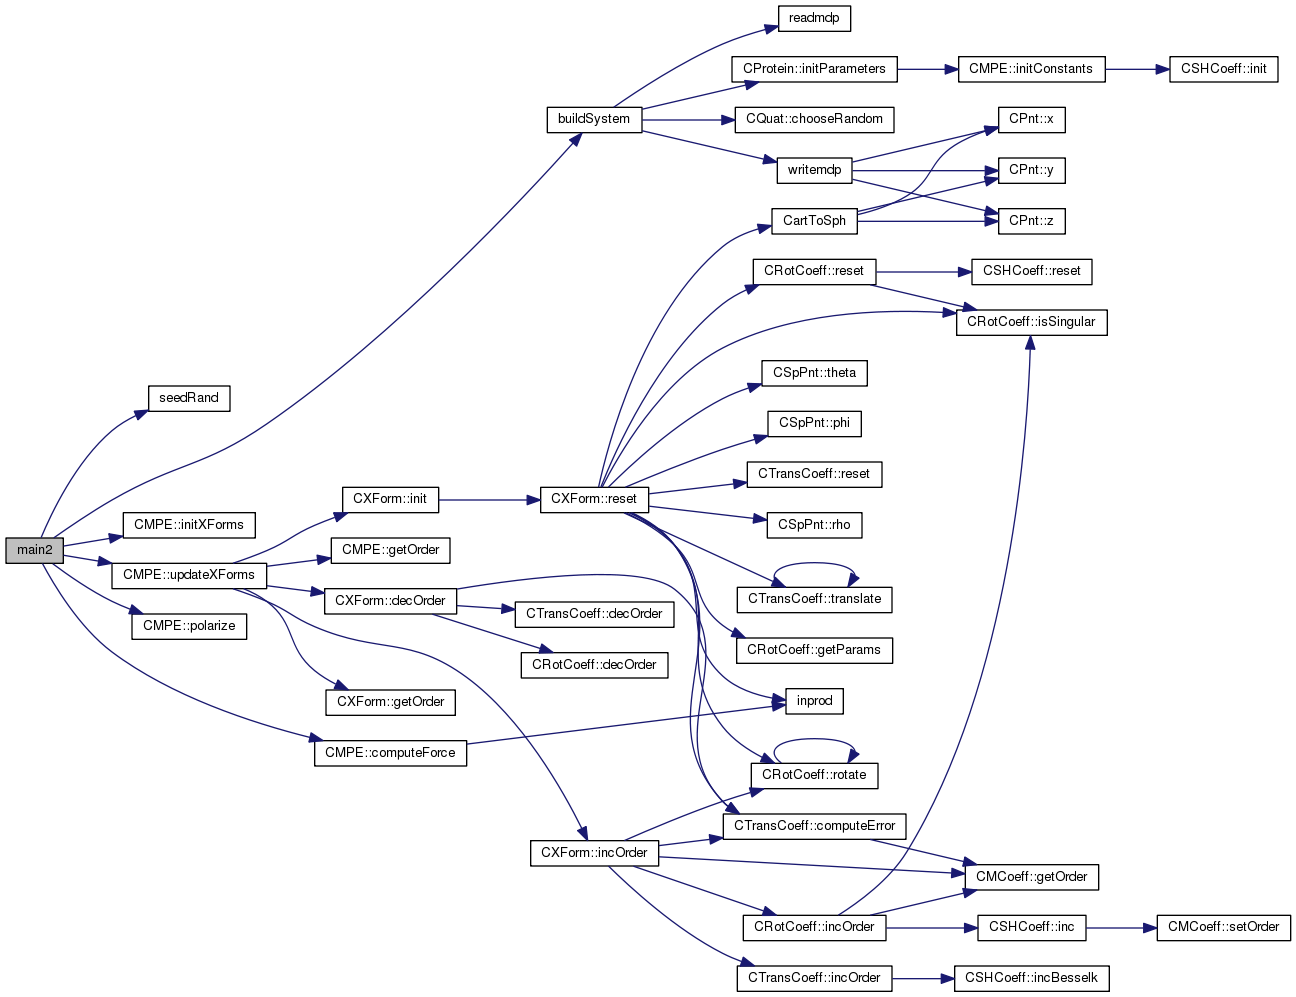 readmdp
CProtein::initParameters
CMPE::initConstants
CSHCoeff::init
buildSystem
CQuat::chooseRandom
CPnt::x
writemdp
CPnt::y
CartToSph
CPnt::z
CRotCoeff::reset
CSHCoeff::reset
CRotCoeff::isSingular
CSpPnt::theta
seedRand
CSpPnt::phi
CTransCoeff::reset
CXForm::init
CXForm::reset
CMPE::initXForms
CSpPnt::rho
main2
CMPE::getOrder
CMPE::updateXForms
CXForm::decOrder
CTransCoeff::translate
CTransCoeff::decOrder
CMPE::polarize
CRotCoeff::getParams
CRotCoeff::decOrder
CXForm::getOrder
inprod
CMPE::computeForce
CRotCoeff::rotate
CTransCoeff::computeError
CXForm::incOrder
CMCoeff::getOrder
CRotCoeff::incOrder
CSHCoeff::inc
CMCoeff::setOrder
CTransCoeff::incOrder
CSHCoeff::incBesselk